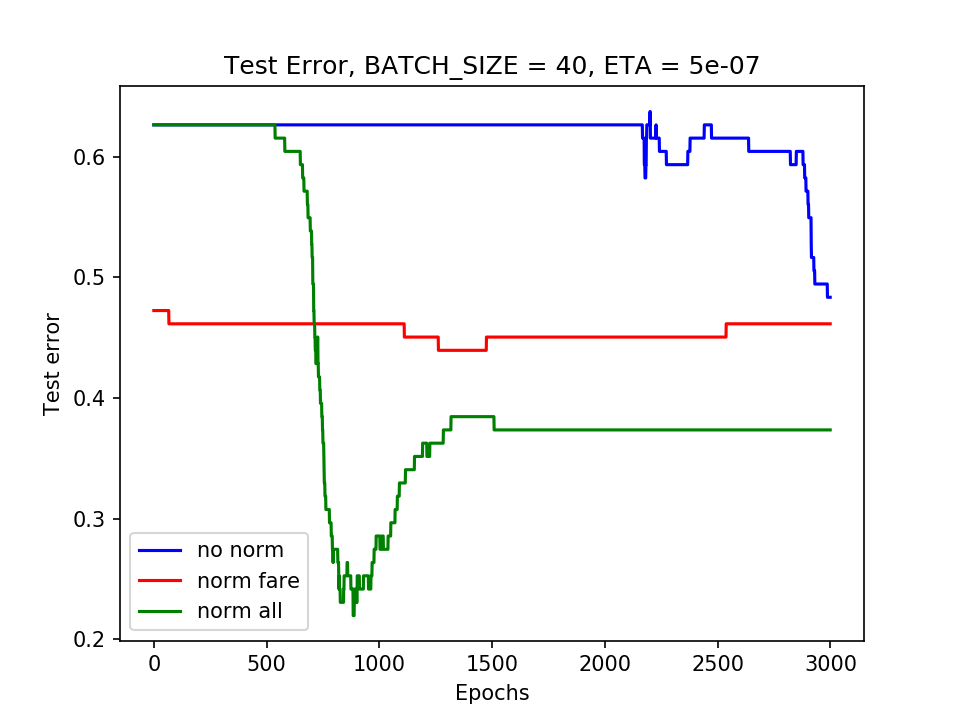 Test Error, BATCH_SIZE = 40, ETA = 5e-07
Test error
0.6
0.5
0.4
0.3
0.2
no norm
norm fare
norm all
0 500 1000 1500 2000 2500 3000
Epochs